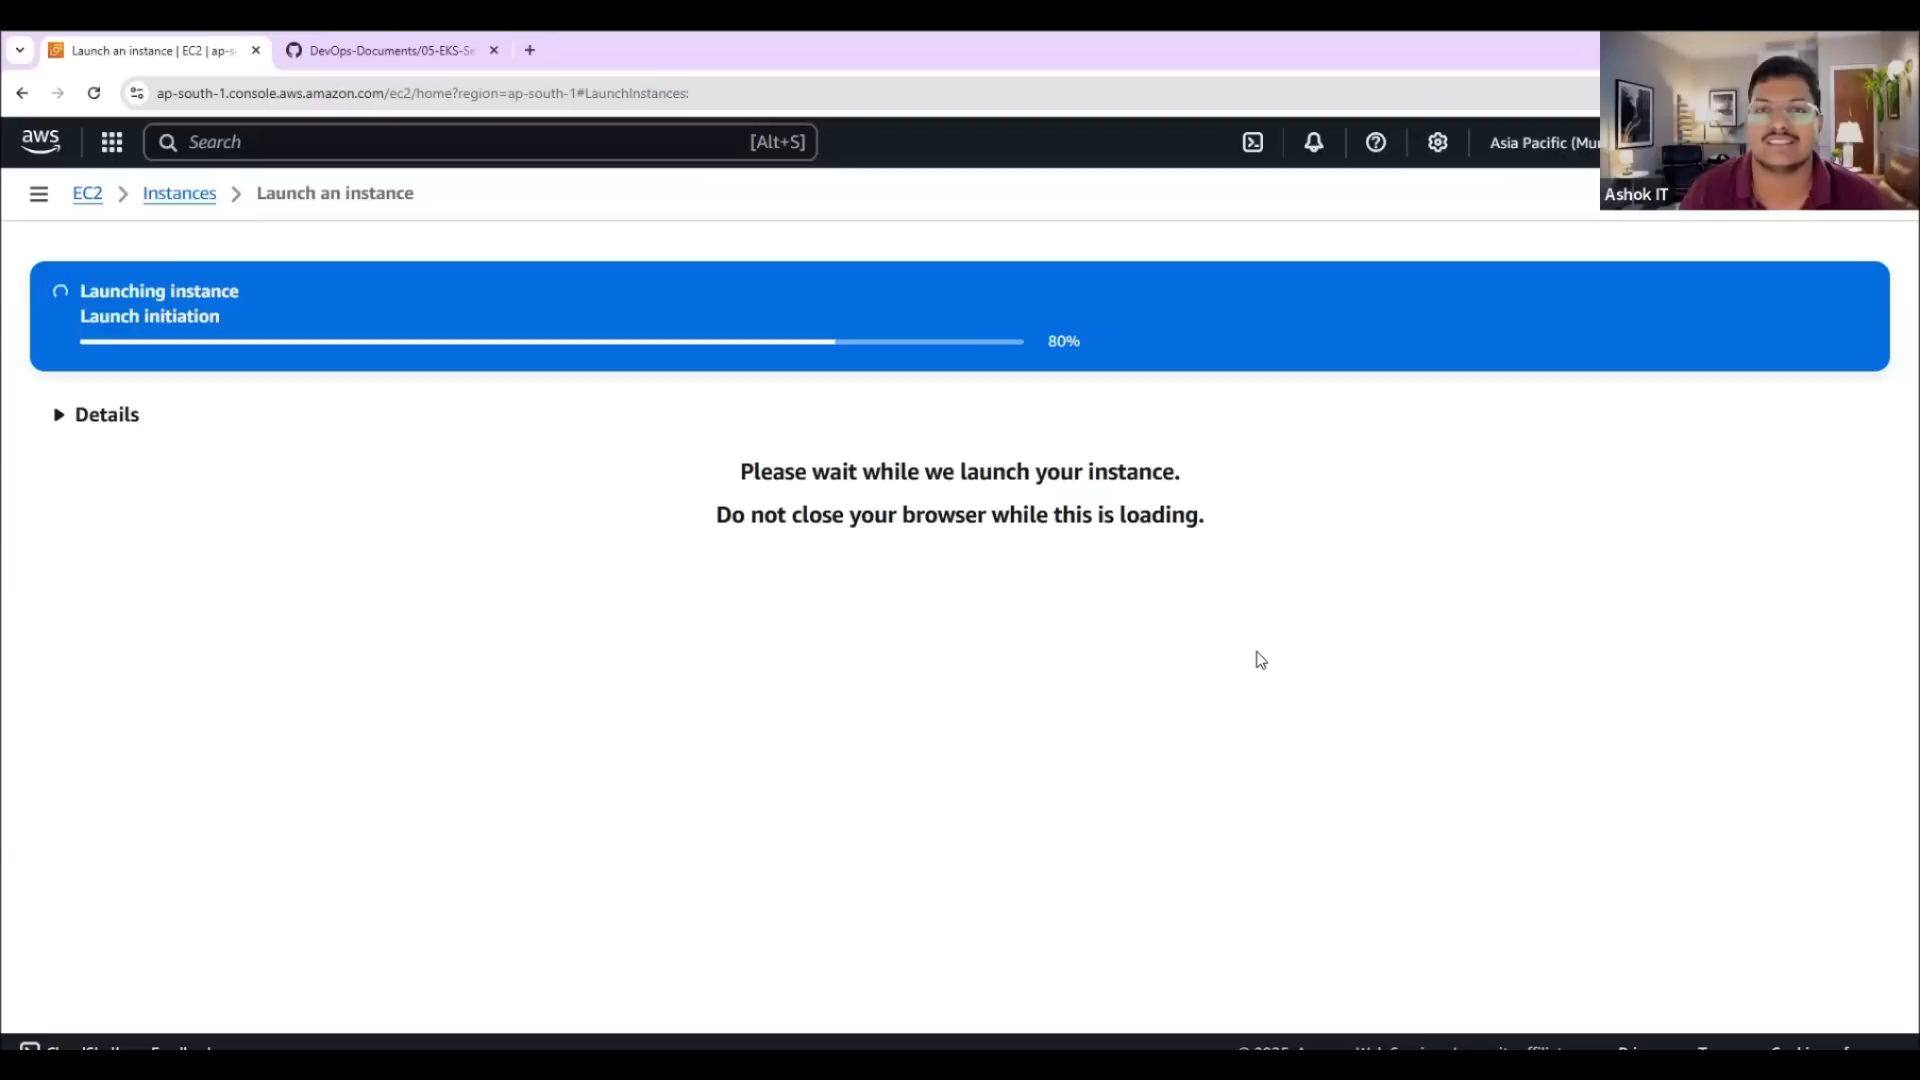 Launch an instance | EC2 | ap-s
DevOps-Documents/05-EKS-Se
ap-south-1.console.aws.amazon.com/ec2/home?region=ap-south-1#LaunchInstances:
aws
Search
[Alt+S]
Asia Pacific (Mu
Ashok IT
EC2
Instances
Launch an instance
Launching instance
Launch initiation
80%
Details
Please wait while we launch your instance.
Do not close your browser while this is loading.